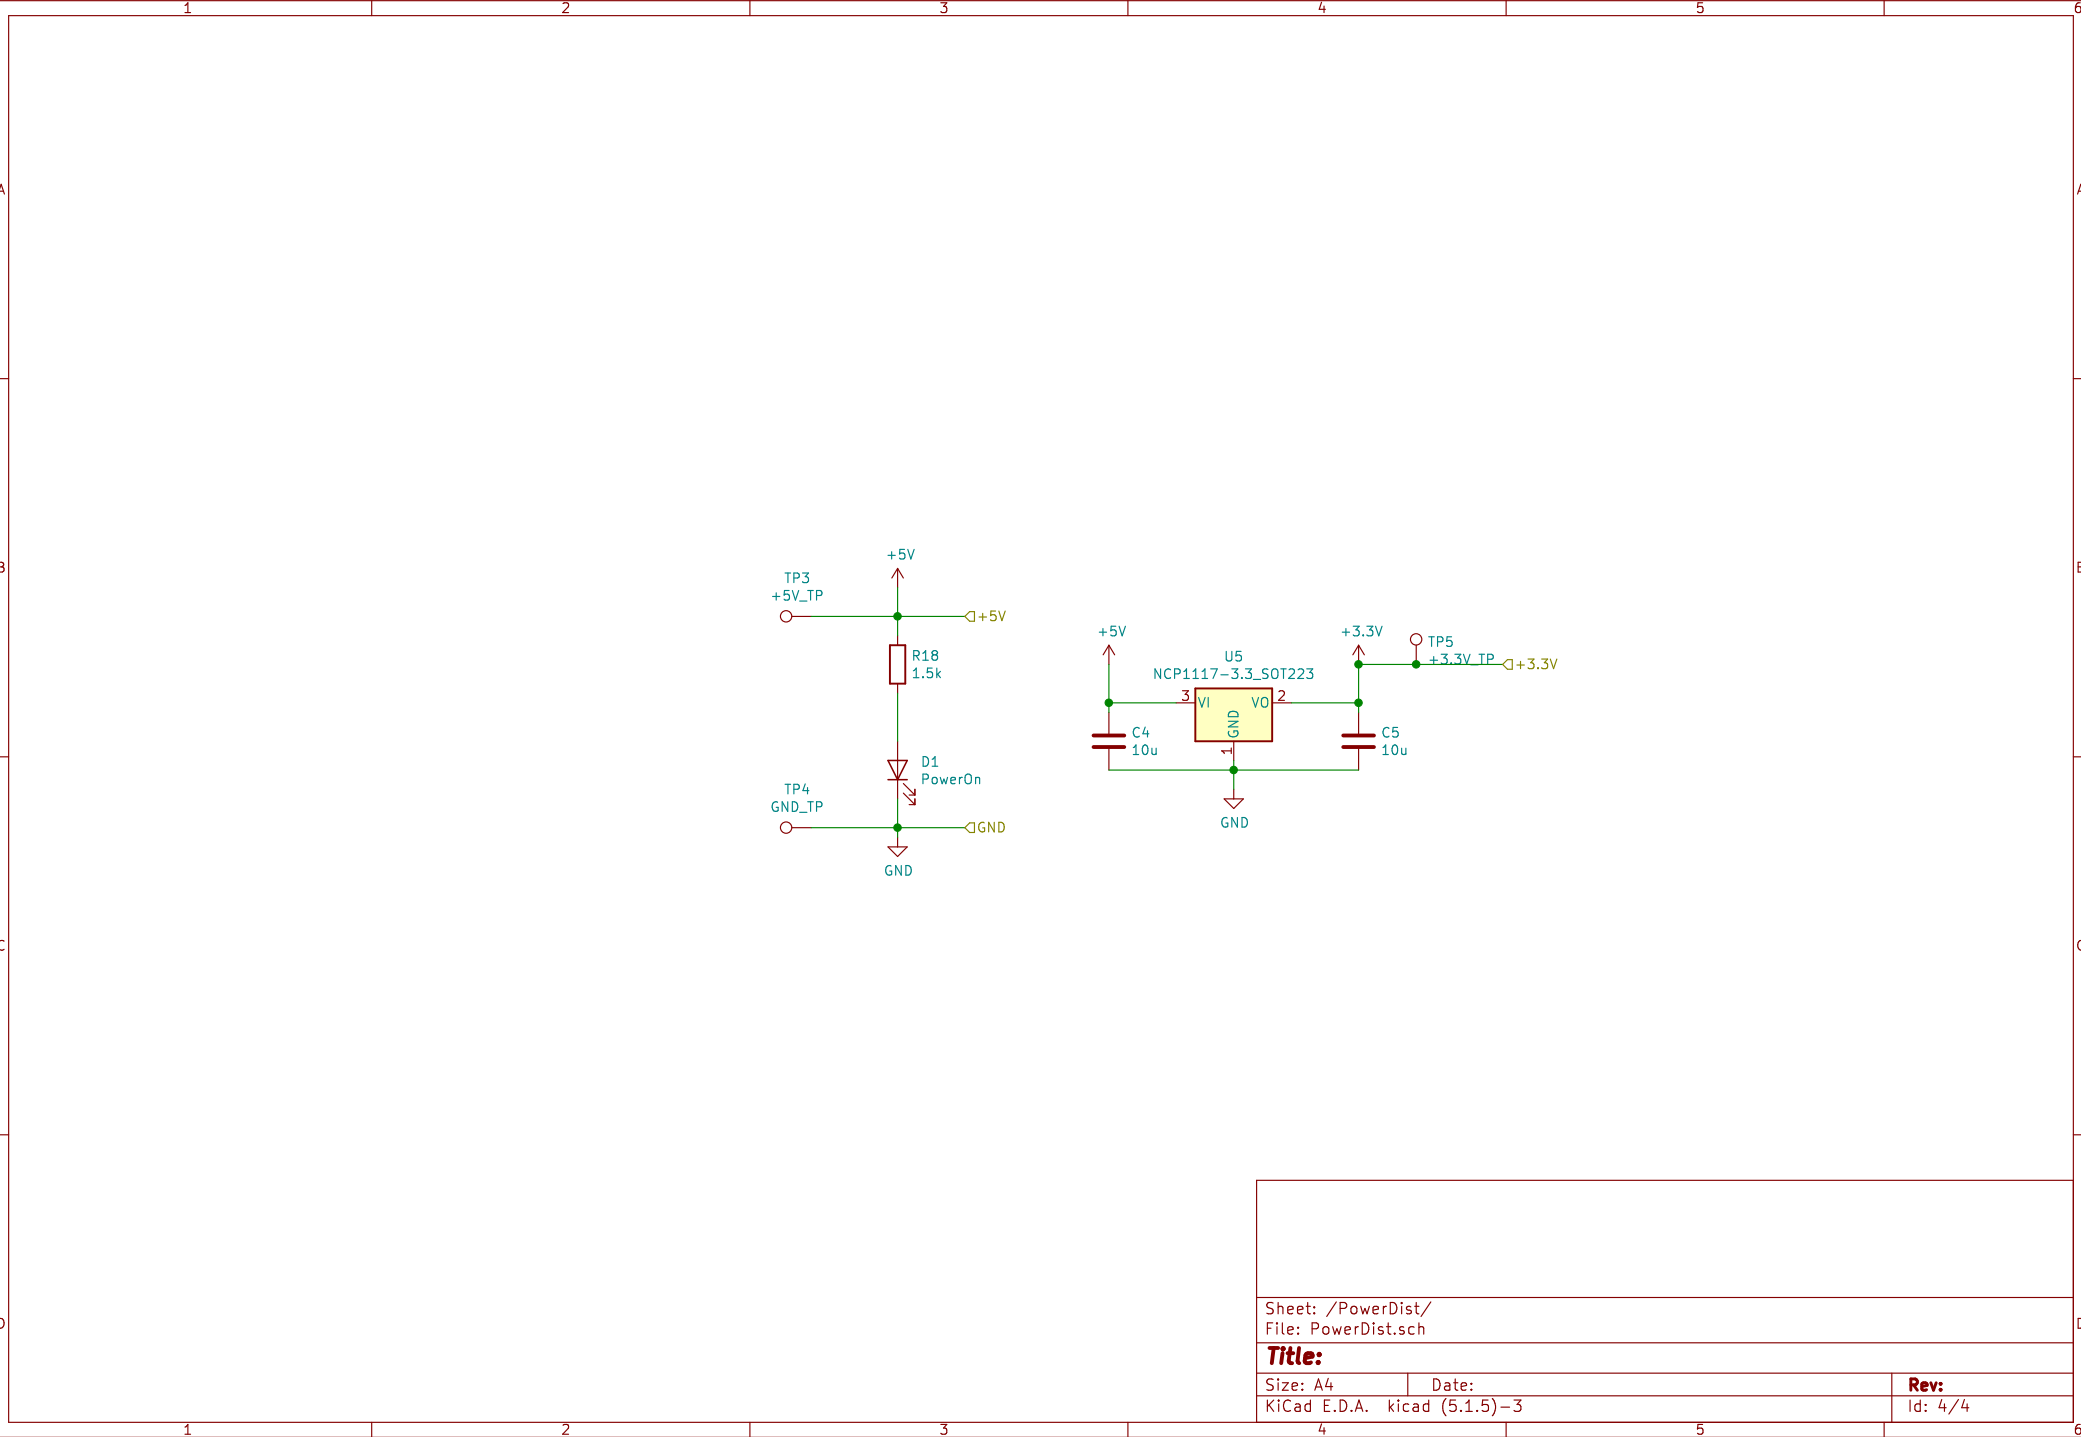 1 2 3 4 5 6
A A
B B
+5V
TP3
+5V_TP
+5V
R18
1.5k
D1
PowerOn
TP4
GND_TP
GND
GND
+5V
U5
NCP1117-3.3_SOT223
3 VI VO 2
GND
1
C4
10u
GND
+3.3V
TP5
+3.3V_TP
+3.3V
C5
10u
C C
D D
Sheet: /PowerDist/
File: PowerDist.sch
Title:
Size: A4 Date: Rev:
KiCad E.D.A. kicad (5.1.5)-3 Id: 4/4
1 2 3 4 5 6